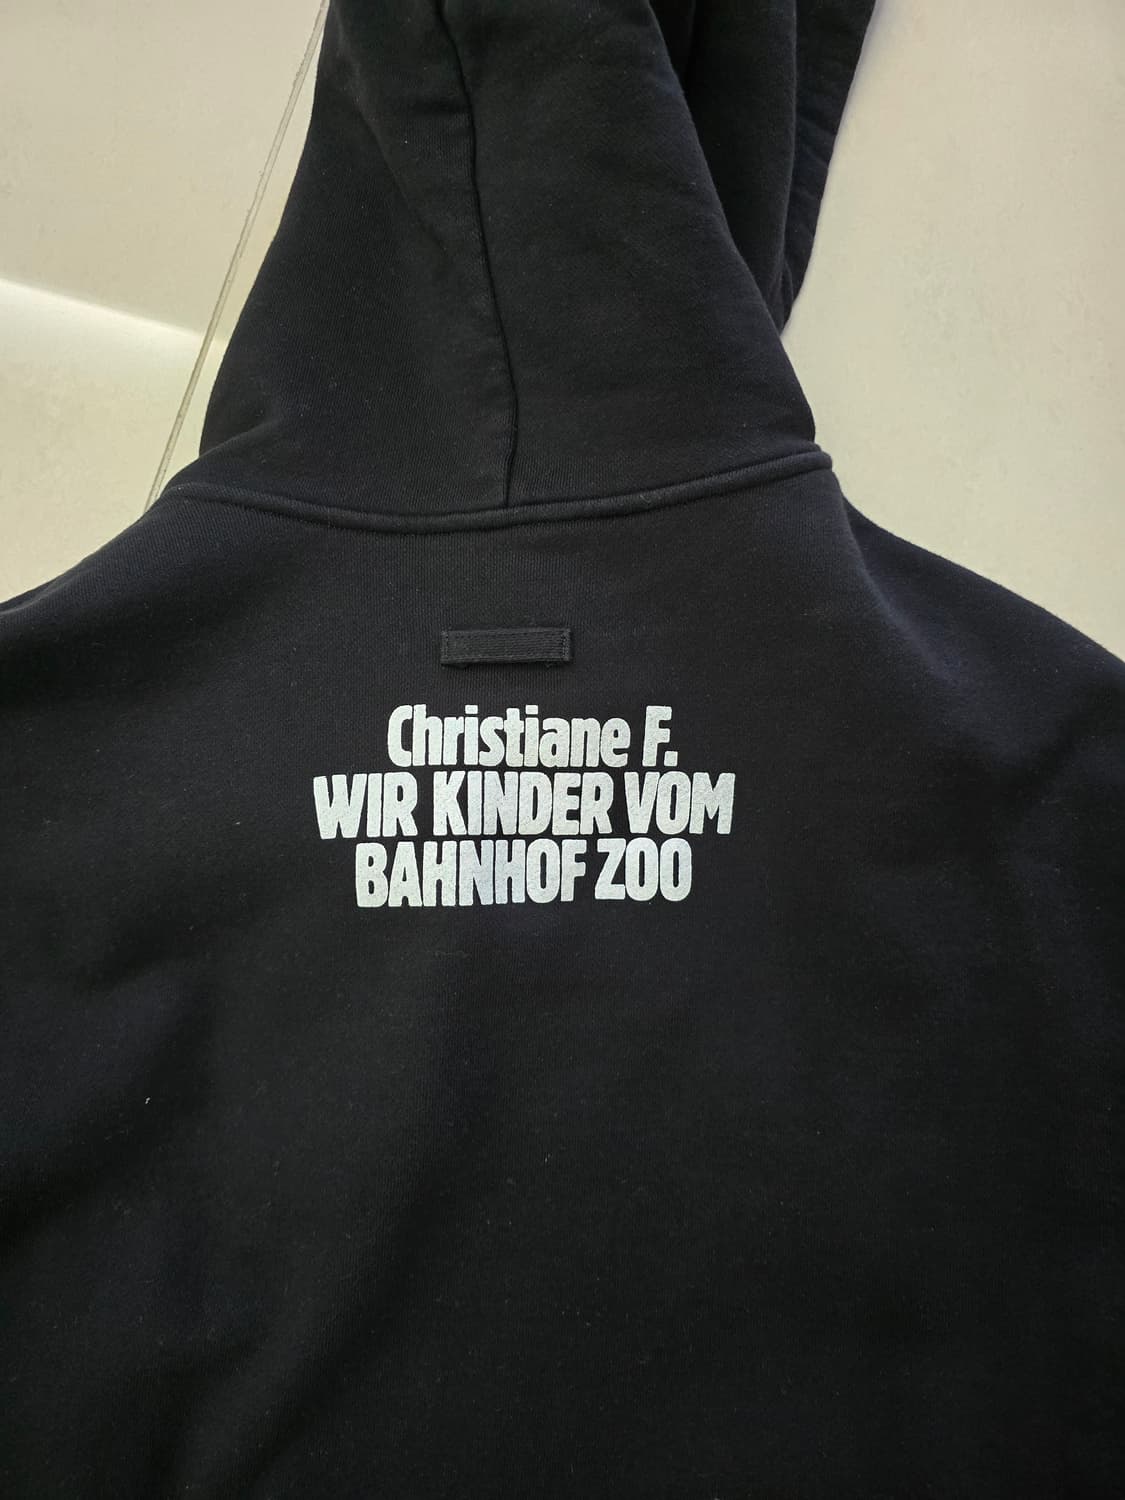 Christiane F.
WIR KINDER VOM
BAHNHOF ZOO